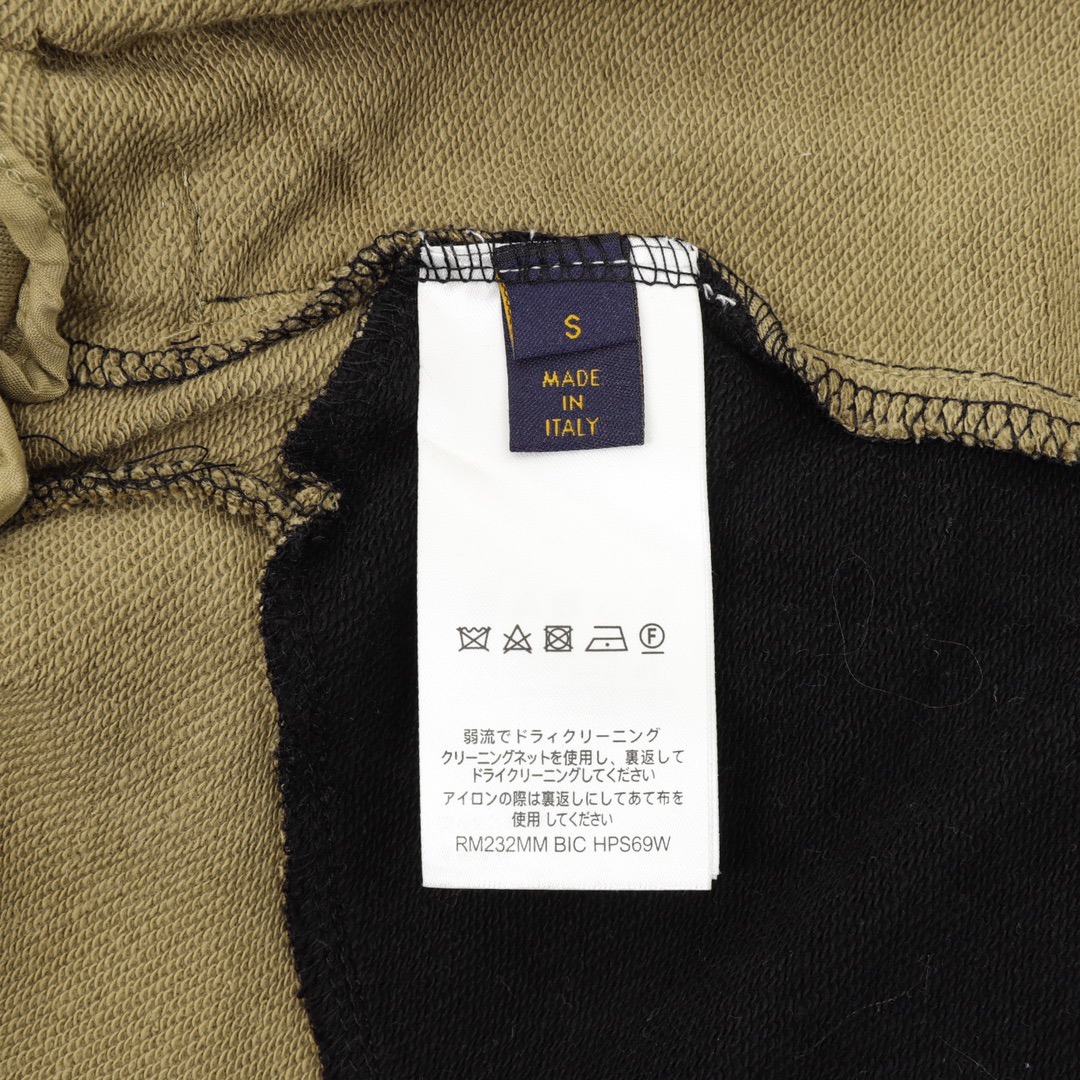 S
MADE
IN
ITALY
F
弱流でドラィクリーニング
クリーニングネットを使用し、裏返して
ドライクリーニングしてください
アイロンの際は裏返しにしてあて布を
使用 してください
RM232MM BIC HPS69W